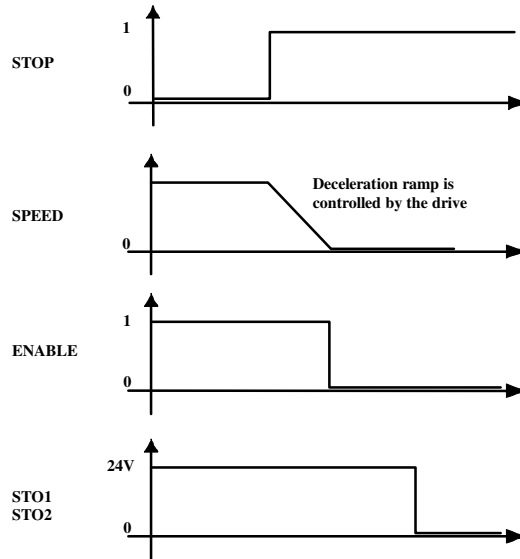 1
STOP
0
Deceleration ramp is
controlled by the drive
SPEED
0
1
ENABLE
0
24V
STO1
STO2
0